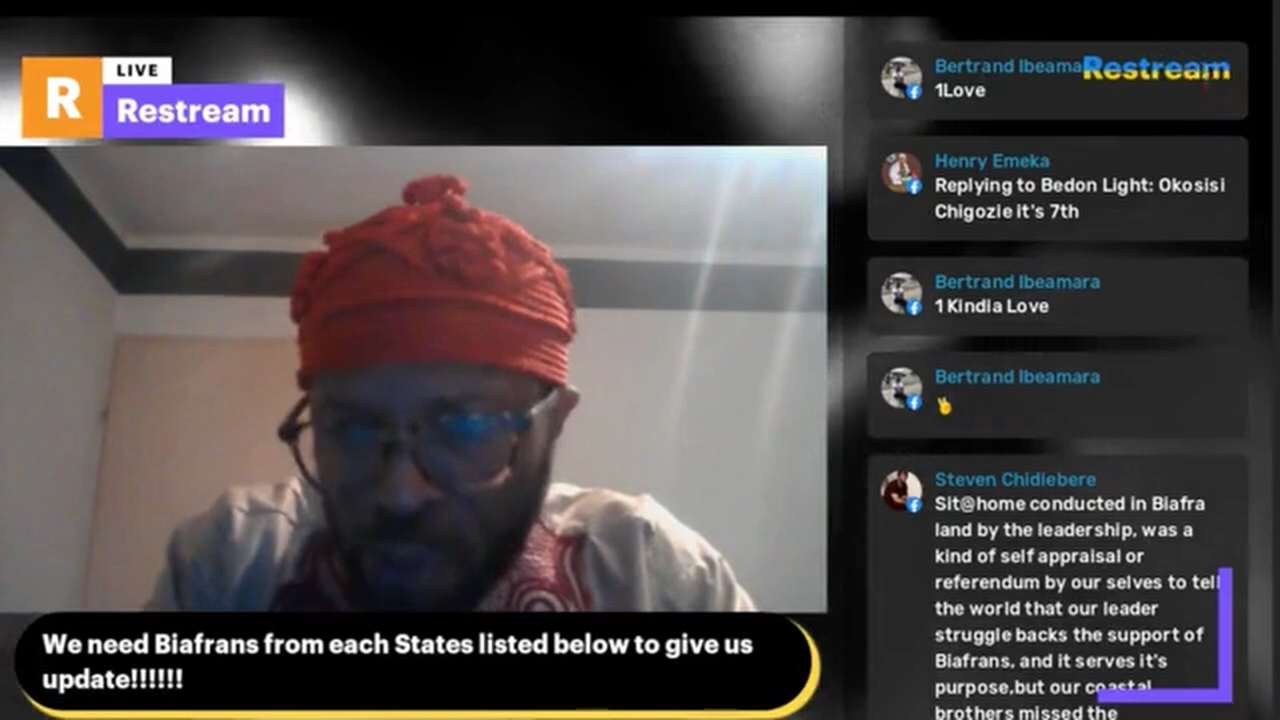 R
LIVE
Restream
We need Biafrans from each States listed below to give us
update!!!!!!
Bertrand Ibeama
Restream
1Love
Henry Emeka
Replying to Bedon Light: Okosisi
Chigozie it's 7th
Bertrand Ibeamara
1 Kindla Love
Bertrand Ibeamara
✌
Steven Chidiebere
Sit@home conducted in Biafra
land by the leadership, was a
kind of self appraisal or
referendum by our selves to tell
the world that our leader
struggle backs the support of
Biafrans, and it serves it's
purpose,but our coastal
brothers missed the